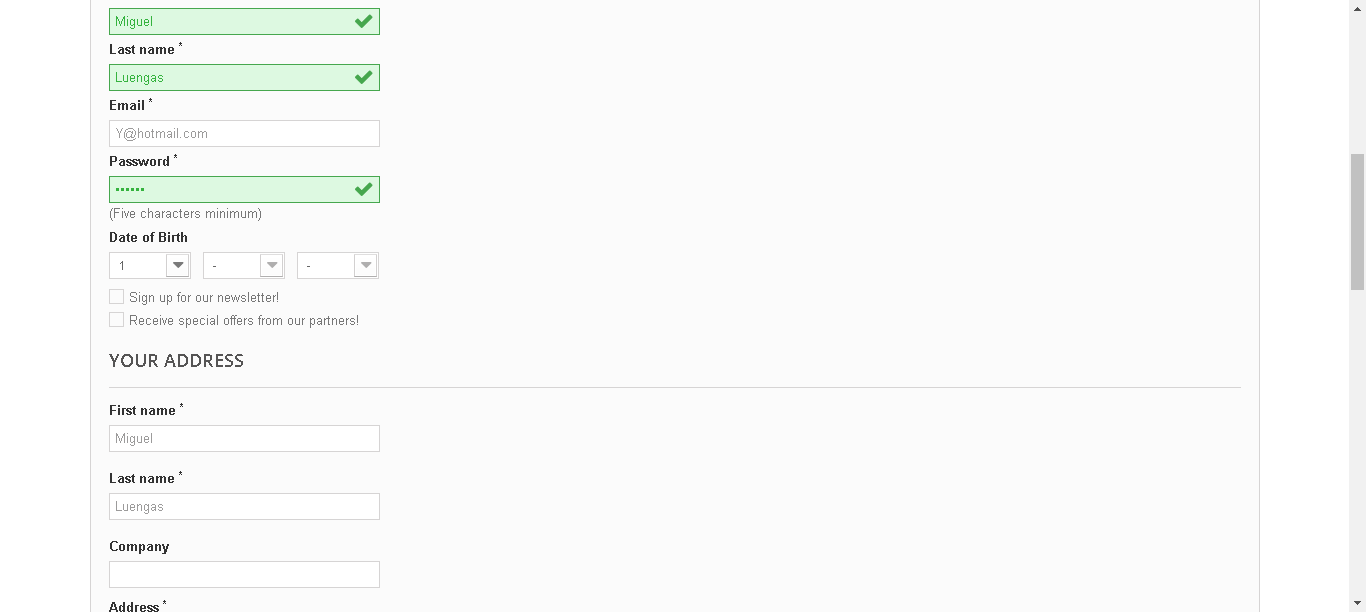 Miguel
Last name *
Luengas
Email *
Y@hotmail.com
Password *
••••••
(Five characters minimum)
Date of Birth
1 - -
Sign up for our newsletter!
Receive special offers from our partners!
YOUR ADDRESS
First name *
Miguel
Last name *
Luengas
Company
Address *